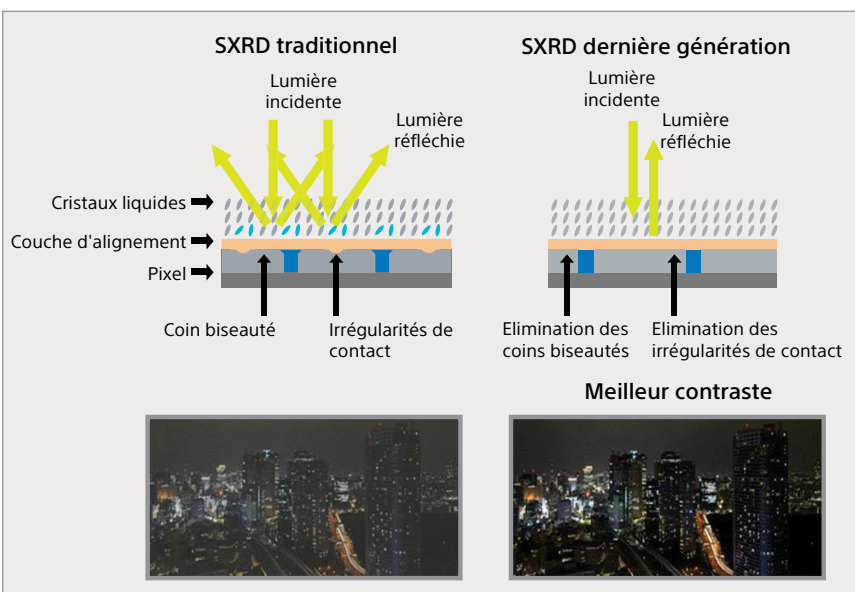 SXRD traditionnel
Lumière
incidente
Lumière
réfléchie
Cristaux liquides
Couche d'alignement
Pixel
Coin biseauté
Irrégularités de
contact
SXRD dernière génération
Lumière
incidente
Lumière
réfléchie
Elimination des
coins biseautés
Elimination des
irrégularités de contact
Meilleur contraste